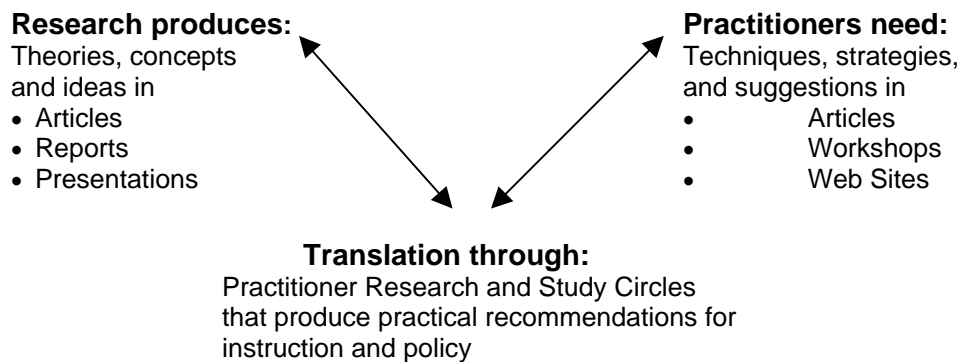 Research produces:
Theories, concepts
and ideas in
• Articles
• Reports
• Presentations
Practitioners need:
Techniques, strategies,
and suggestions in
• Articles
• Workshops
• Web Sites
Translation through:
Practitioner Research and Study Circles
that produce practical recommendations for
instruction and policy